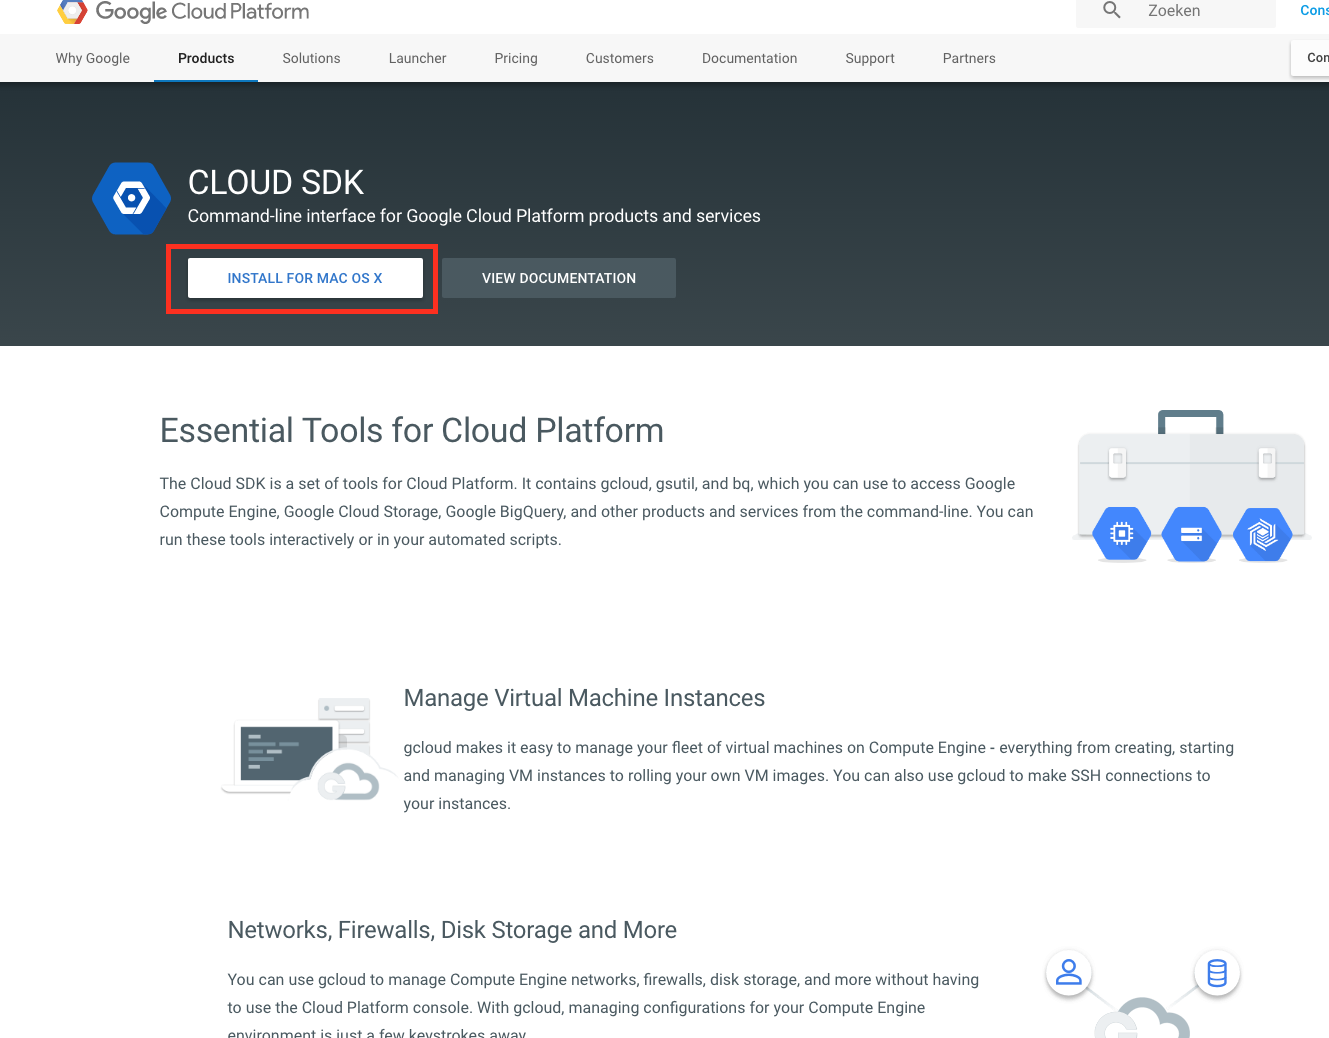 Google Cloud Platform
Zoeken
Cons
Why Google
Products
Solutions
Launcher
Pricing
Customers
Documentation
Support
Partners
Con
CLOUD SDK
Command-line interface for Google Cloud Platform products and services
INSTALL FOR MAC OS X
VIEW DOCUMENTATION
Essential Tools for Cloud Platform
The Cloud SDK is a set of tools for Cloud Platform. It contains gcloud, gsutil, and bq, which you can use to access Google
Compute Engine, Google Cloud Storage, Google BigQuery, and other products and services from the command-line. You can
run these tools interactively or in your automated scripts.
Manage Virtual Machine Instances
gcloud makes it easy to manage your fleet of virtual machines on Compute Engine - everything from creating, starting
and managing VM instances to rolling your own VM images. You can also use gcloud to make SSH connections to
your instances.
Networks, Firewalls, Disk Storage and More
You can use gcloud to manage Compute Engine networks, firewalls, disk storage, and more without having
to use the Cloud Platform console. With gcloud, managing configurations for your Compute Engine
environment is just a few keystrokes away.